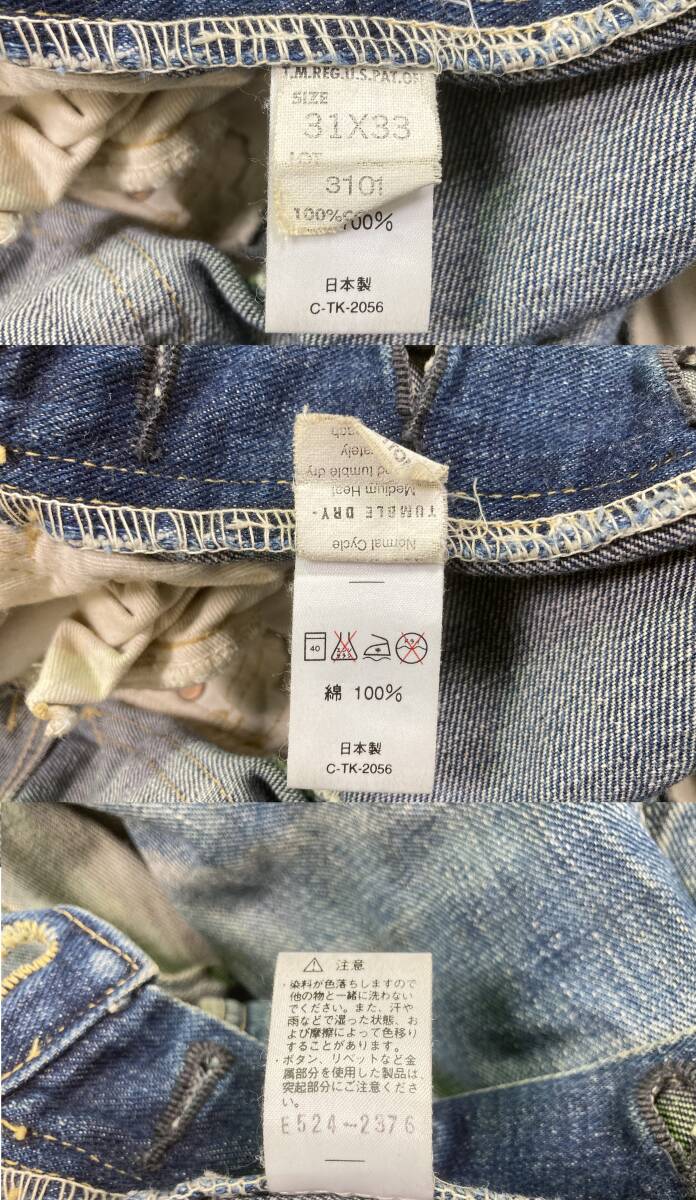 T.M.REG.U.S.PAT.OFF
SIZE
31X33
LOT
3101
100%
100%
日本製
C-TK-2056
Normal Cycle
TUMBLE DRY -
Medium Heat
tumble dry
40
綿 100%
日本製
C-TK-2056
⚠ 注意
・染料が色落ちしますので
他の物と一緒に洗わない
でください。また、汗や
雨などで湿った状態、お
よび摩擦によって色移り
することがあります。
・ボタン、リベットなど金
属部分を使用した製品は、
突起部分にご注意くださ
い。
E524-2376